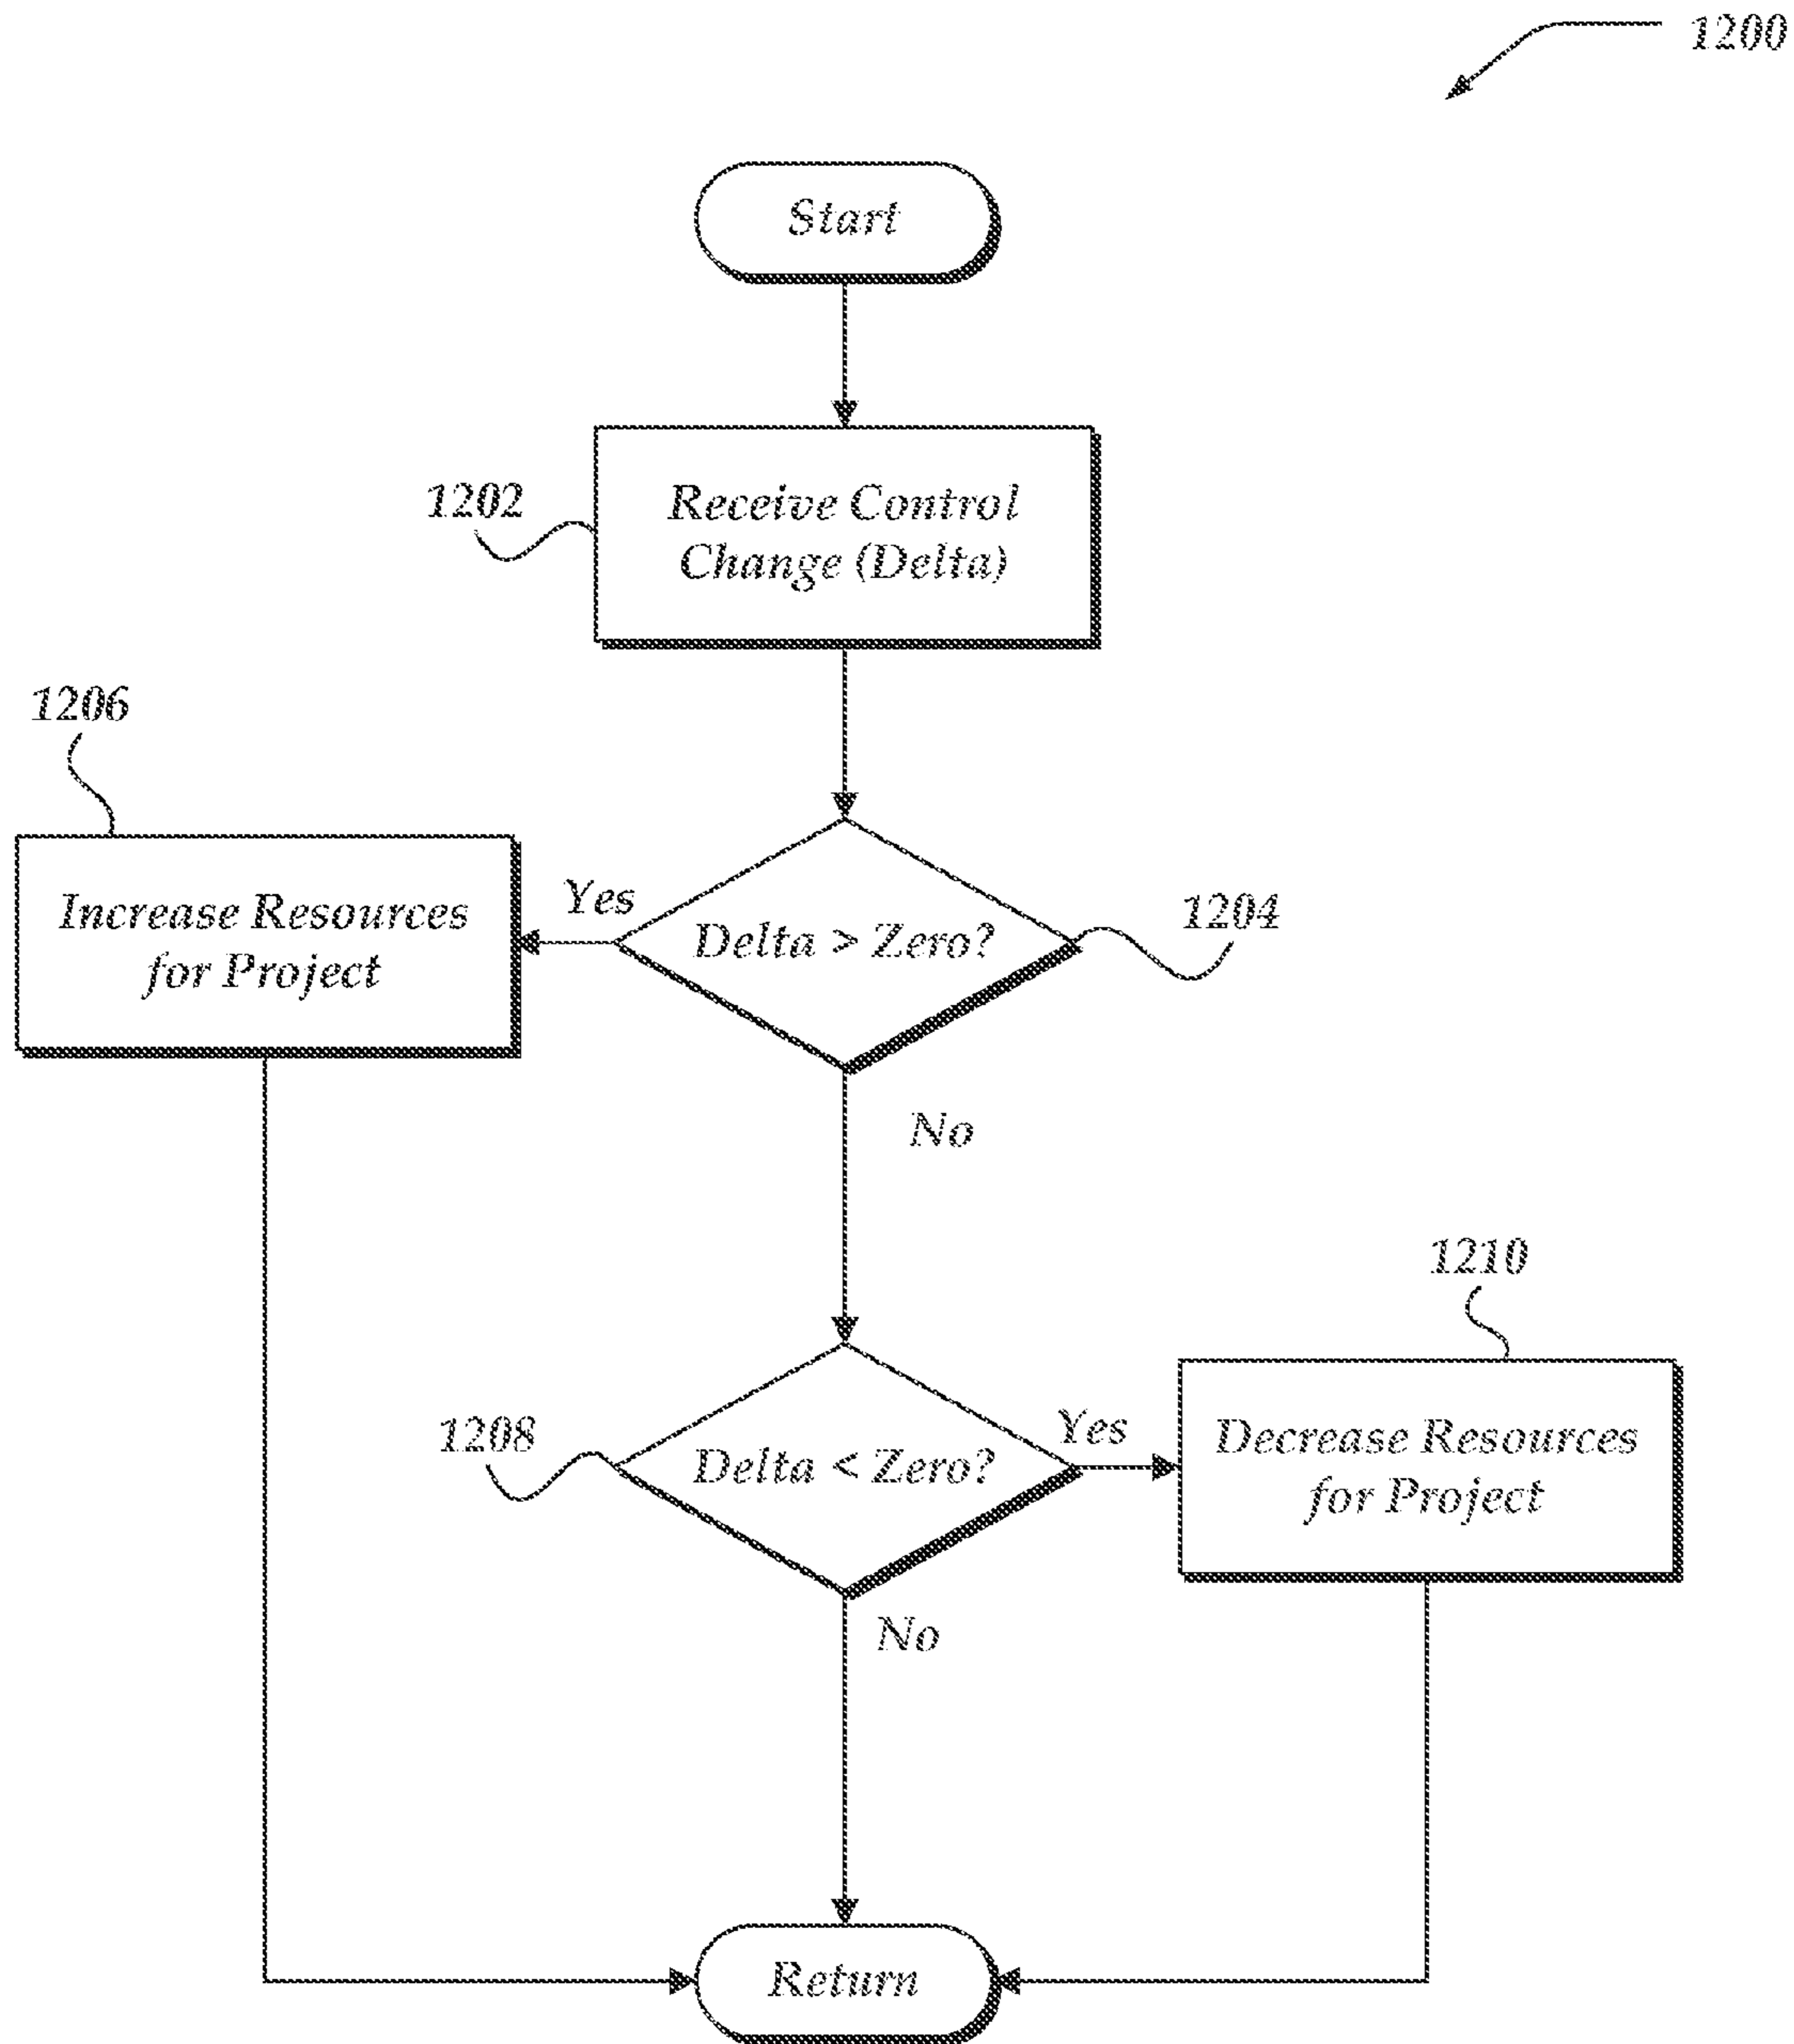 1200
Start
1202
Receive Control
Change (Delta)
1206
Increase Resources
for Project
Yes
Delta > Zero?
1204
No
1210
1208
Delta < Zero?
Yes
Decrease Resources
for Project
No
Return